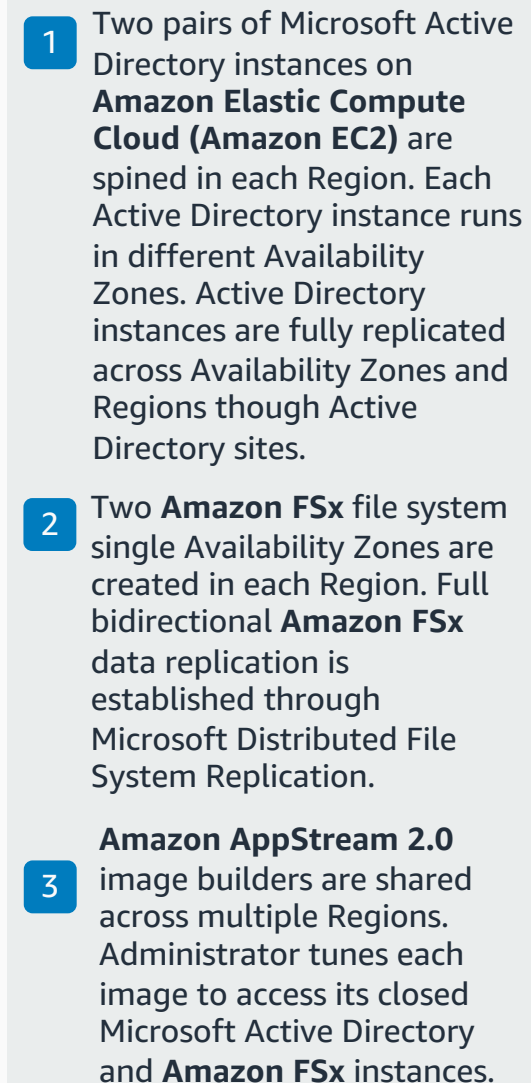 1
Two pairs of Microsoft Active
Directory instances on
Amazon Elastic Compute
Cloud (Amazon EC2) are
spined in each Region. Each
Active Directory instance runs
in different Availability
Zones. Active Directory
instances are fully replicated
across Availability Zones and
Regions though Active
Directory sites.
2
Two Amazon FSx file system
single Availability Zones are
created in each Region. Full
bidirectional Amazon FSx
data replication is
established through
Microsoft Distributed File
System Replication.
3
Amazon AppStream 2.0
image builders are shared
across multiple Regions.
Administrator tunes each
image to access its closed
Microsoft Active Directory
and Amazon FSx instances.